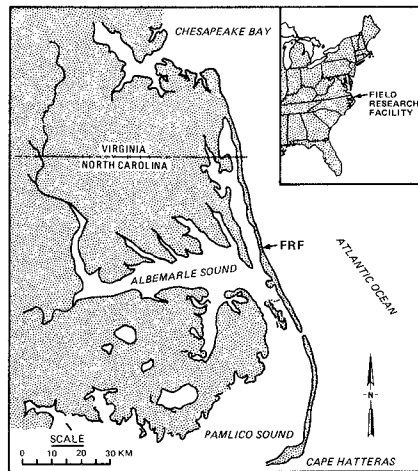 CHESAPEAKE BAY
FIELD
RESEARCH
FACILITY
VIRGINIA
NORTH CAROLINA
FRF
ALBEMARLE SOUND
ATLANTIC OCEAN
N
SCALE
0 10 20 30 KM
PAMLICO SOUND
CAPE HATTERAS